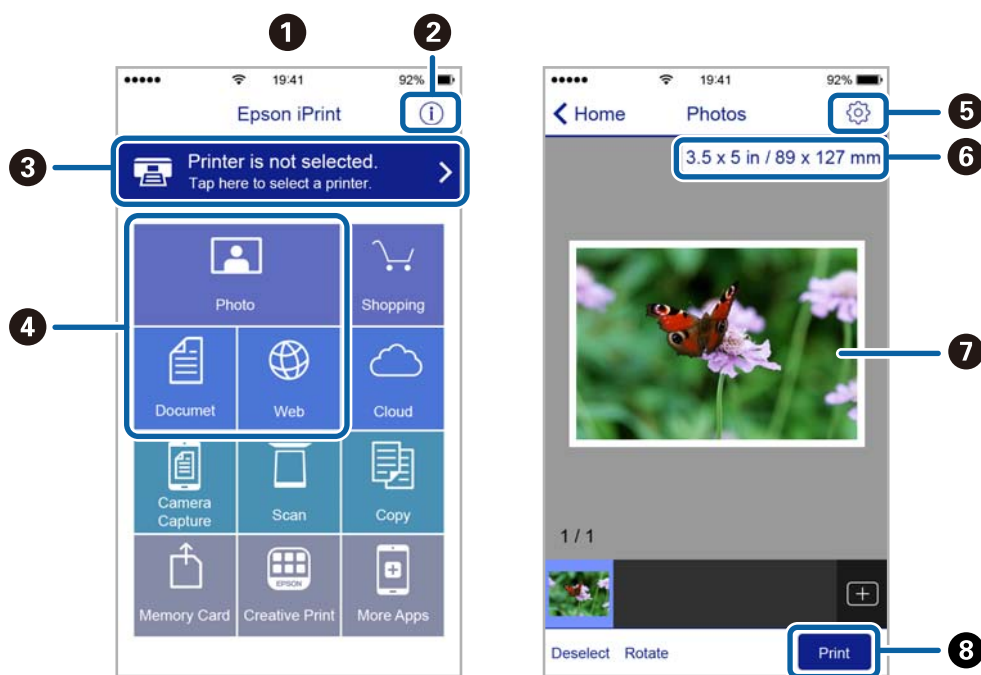 1
2
19:41
92%
Epson iPrint
i
3
Printer is not selected.
Tap here to select a printer.
4
Photo
Shopping
Documet
Web
Cloud
Camera
Capture
Scan
Copy
EPSON
Memory Card
Creative Print
More Apps
19:41
92%
Home
Photos
5
3.5 x 5 in / 89 x 127 mm
6
7
1 / 1
Deselect
Rotate
Print
8